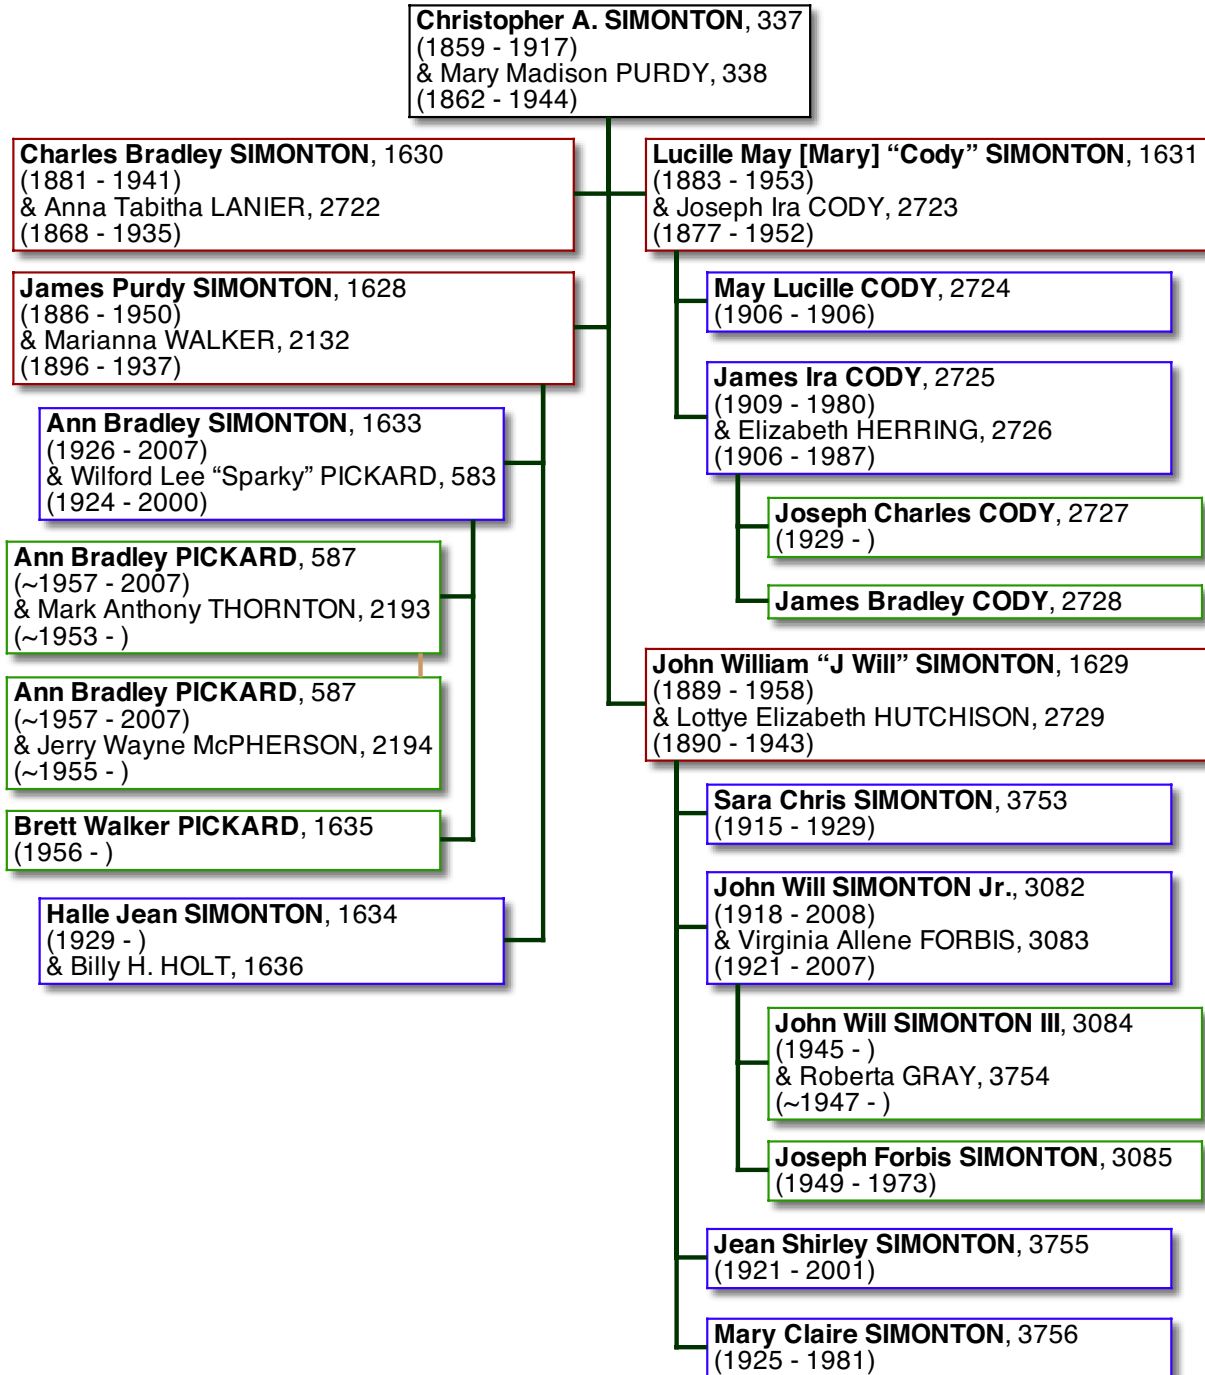 Christopher A. SIMONTON, 337
(1859 - 1917)
& Mary Madison PURDY, 338
(1862 - 1944)
Charles Bradley SIMONTON, 1630
(1881 - 1941)
& Anna Tabitha LANIER, 2722
(1868 - 1935)
James Purdy SIMONTON, 1628
(1886 - 1950)
& Marianna WALKER, 2132
(1896 - 1937)
Ann Bradley SIMONTON, 1633
(1926 - 2007)
& Wilford Lee “Sparky” PICKARD, 583
(1924 - 2000)
Ann Bradley PICKARD, 587
(~1957 - 2007)
& Mark Anthony THORNTON, 2193
(~1953 - )
Ann Bradley PICKARD, 587
(~1957 - 2007)
& Jerry Wayne McPHERSON, 2194
(~1955 - )
Brett Walker PICKARD, 1635
(1956 - )
Halle Jean SIMONTON, 1634
(1929 - )
& Billy H. HOLT, 1636
Lucille May [Mary] “Cody” SIMONTON, 1631
(1883 - 1953)
& Joseph Ira CODY, 2723
(1877 - 1952)
May Lucille CODY, 2724
(1906 - 1906)
James Ira CODY, 2725
(1909 - 1980)
& Elizabeth HERRING, 2726
(1906 - 1987)
Joseph Charles CODY, 2727
(1929 - )
James Bradley CODY, 2728
John William “J Will” SIMONTON, 1629
(1889 - 1958)
& Lottye Elizabeth HUTCHISON, 2729
(1890 - 1943)
Sara Chris SIMONTON, 3753
(1915 - 1929)
John Will SIMONTON Jr., 3082
(1918 - 2008)
& Virginia Allene FORBIS, 3083
(1921 - 2007)
John Will SIMONTON III, 3084
(1945 - )
& Roberta GRAY, 3754
(~1947 - )
Joseph Forbis SIMONTON, 3085
(1949 - 1973)
Jean Shirley SIMONTON, 3755
(1921 - 2001)
Mary Claire SIMONTON, 3756
(1925 - 1981)